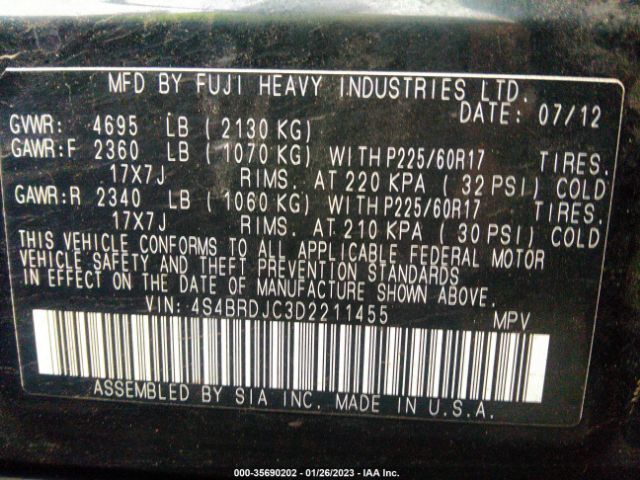 MFD BY FUJI HEAVY INDUSTRIES LTD.
DATE: 07/12
GVWR: 4695 LB ( 2130 KG)
GAWR:F 2360 LB ( 1070 KG) WITH P225/60R17 TIRES.
17X7J RIMS. AT 220 KPA ( 32 PSI) COLD
GAWR:R 2340 LB ( 1060 KG) WITH P225/60R17 TIRES.
17X7J RIMS. AT 210 KPA ( 30 PSI) COLD
THIS VEHICLE CONFORMS TO ALL APPLICABLE FEDERAL MOTOR
VEHICLE SAFETY AND THEFT PREVENTION STANDARDS
IN EFFECT ON THE DATE OF MANUFACTURE SHOWN ABOVE.
VIN: 4S4BRDJC3D2211455 MPV
ASSEMBLED BY SIA INC. MADE IN U.S.A.
000-35690202 - 01/26/2023 - IAA Inc.